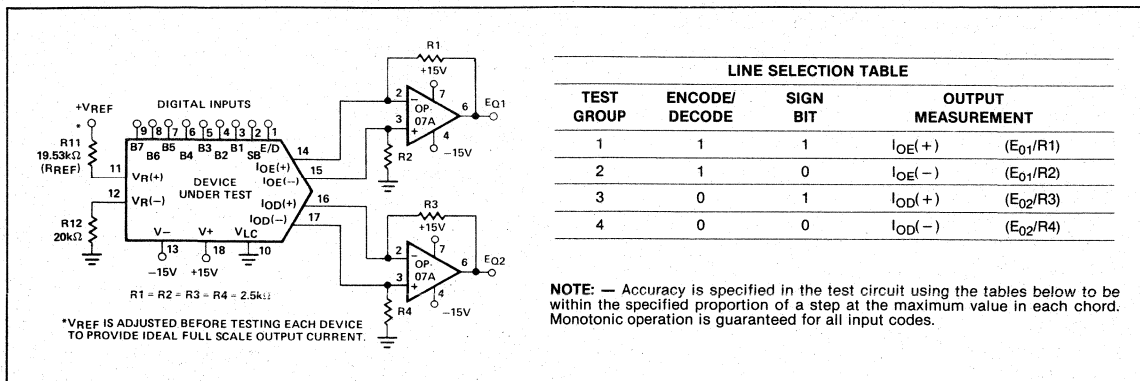 R1
+15V
+VREF
DIGITAL INPUTS
2
7
OP-
07A
6
EO1
*
9 8 7 6 5 4 3 2 1
3
4
R11
19.53kΩ
(RREF)
B7 B5 B3 B1 E/D
B6 B4 B2 SB
14
-15V
IOE(+)
15
R2
11
VR(+)
DEVICE
UNDER TEST
IOE(-)
16
12
VR(-)
IOD(+)
R3
IOD(-)
17
+15V
R12
20kΩ
V- V+ VLC
2
7
OP-
07A
6
EO2
13 18 10
3
4
-15V +15V
-15V
R1 = R2 = R3 = R4 = 2.5kΩ
R4
*VREF IS ADJUSTED BEFORE TESTING EACH DEVICE
TO PROVIDE IDEAL FULL SCALE OUTPUT CURRENT.
LINE SELECTION TABLE
TEST GROUP ENCODE/ DECODE SIGN BIT OUTPUT MEASUREMENT
1 1 1 IOE(+) (E01/R1)
2 1 0 IOE(-) (E01/R2)
3 0 1 IOD(+) (E02/R3)
4 0 0 IOD(-) (E02/R4)
NOTE: — Accuracy is specified in the test circuit using the tables below to be
within the specified proportion of a step at the maximum value in each chord.
Monotonic operation is guaranteed for all input codes.